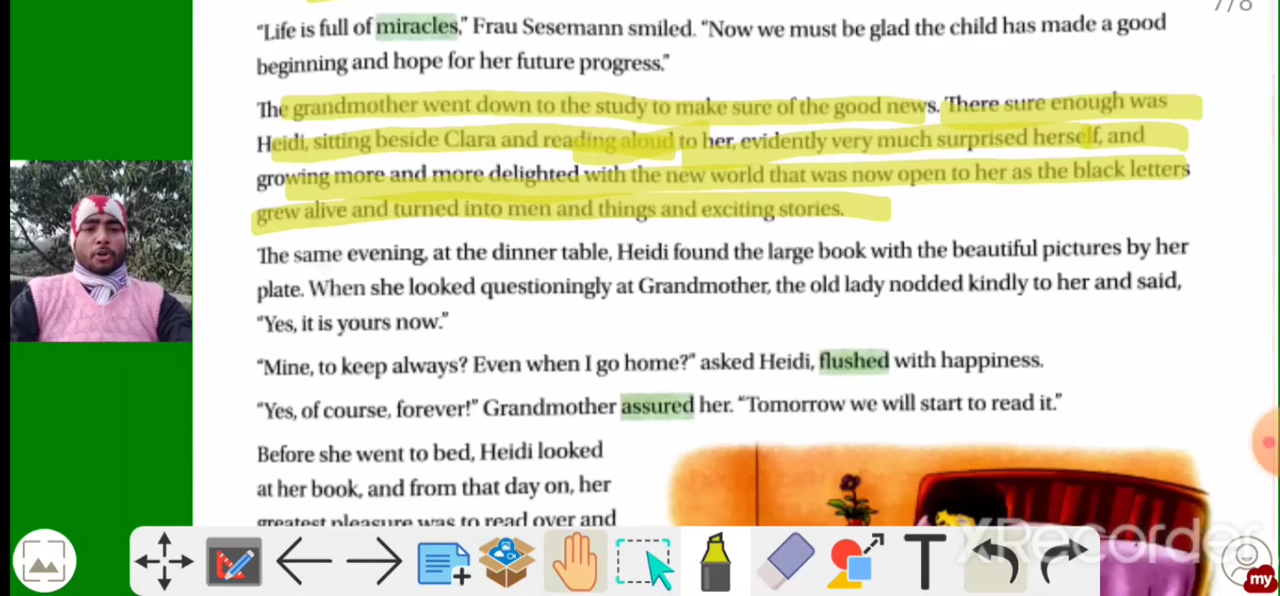 7/8
“Life is full of miracles,” Frau Sesemann smiled. “Now we must be glad the child has made a good
beginning and hope for her future progress.”
The grandmother went down to the study to make sure of the good news. There sure enough was
Heidi, sitting beside Clara and reading aloud to her, evidently very much surprised herself, and
growing more and more delighted with the new world that was now open to her as the black letters
grew alive and turned into men and things and exciting stories.
The same evening, at the dinner table, Heidi found the large book with the beautiful pictures by her
plate. When she looked questioningly at Grandmother, the old lady nodded kindly to her and said,
“Yes, it is yours now.”
“Mine, to keep always? Even when I go home?” asked Heidi, flushed with happiness.
“Yes, of course, forever!” Grandmother assured her. “Tomorrow we will start to read it.”
Before she went to bed, Heidi looked
at her book, and from that day on, her
greatest pleasure was to read over and
XRecorder
T
my